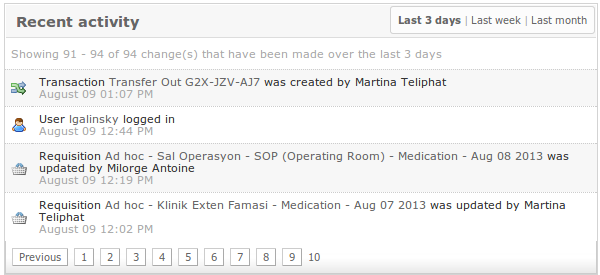 Recent activity
Last 3 days | Last week | Last month
Showing 91 - 94 of 94 change(s) that have been made over the last 3 days
Transaction Transfer Out G2X-JZV-AJ7 was created by Martina Teliphat
August 09 01:07 PM
User lgalinsky logged in
August 09 12:44 PM
Requisition Ad hoc - Sal Operasyon - SOP (Operating Room) - Medication - Aug 08 2013 was
updated by Milorge Antoine
August 09 12:19 PM
Requisition Ad hoc - Klinik Exten Famasi - Medication - Aug 07 2013 was updated by Martina
Teliphat
August 09 12:02 PM
Previous 1 2 3 4 5 6 7 8 9 10